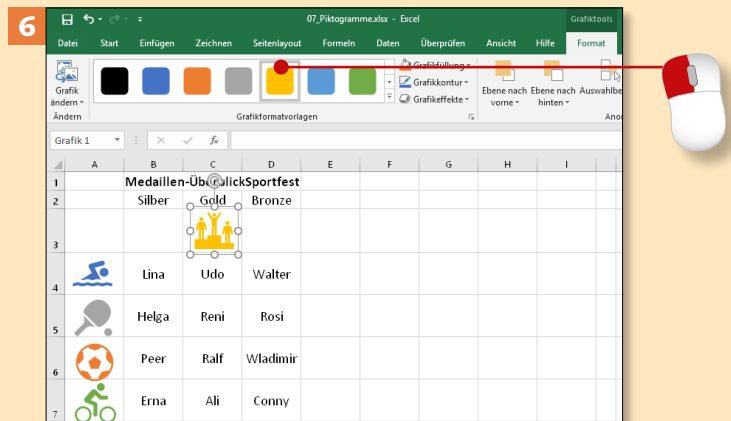 6
07_Piktogramme.xlsx - Excel
Grafiktools
Datei Start Einfügen Zeichnen Seitenlayout Formeln Daten Überprüfen Ansicht Hilfe Format
Grafik ändern
Grafikfüllung
Grafikkontur
Grafikeffekte
Ebene nach vorne
Ebene nach hinten
Auswahlbe
Ändern
Grafikformatvorlagen
Ano
Grafik 1
fx
A B C D E F G H I
1 Medaillen-Überblick Sportfest
2 Silber Gold Bronze
3
4 Lina Udo Walter
5 Helga Reni Rosi
6 Peer Ralf Wladimir
7 Erna Ali Conny